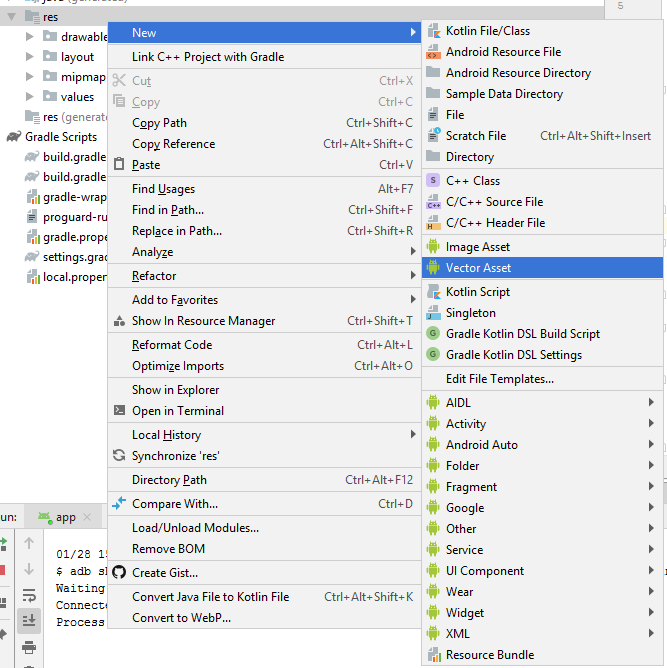 java (generated)
5
res
drawable
layout
mipmap
values
res (generate
Gradle Scripts
build.gradle
build.gradle
gradle-wrap
proguard-ru
gradle.prope
settings.grad
local.proper
New
Link C++ Project with Gradle
Cut Ctrl+X
Copy Ctrl+C
Copy Path Ctrl+Shift+C
Copy Reference Ctrl+Alt+Shift+C
Paste Ctrl+V
Find Usages Alt+F7
Find in Path... Ctrl+Shift+F
Replace in Path... Ctrl+Shift+R
Analyze
Refactor
Add to Favorites
Show In Resource Manager Ctrl+Shift+T
Reformat Code Ctrl+Alt+L
Optimize Imports Ctrl+Alt+O
Show in Explorer
Open in Terminal
Local History
Synchronize 'res'
Directory Path Ctrl+Alt+F12
Compare With... Ctrl+D
Load/Unload Modules...
Remove BOM
Create Gist...
Convert Java File to Kotlin File Ctrl+Alt+Shift+K
Convert to WebP...
Kotlin File/Class
Android Resource File
Android Resource Directory
Sample Data Directory
File
Scratch File Ctrl+Alt+Shift+Insert
Directory
S C++ Class
C++ C/C++ Source File
H C/C++ Header File
Image Asset
Vector Asset
Kotlin Script
J Singleton
G Gradle Kotlin DSL Build Script
G Gradle Kotlin DSL Settings
Edit File Templates...
AIDL
Activity
Android Auto
Folder
Fragment
Google
Other
Service
UI Component
Wear
Widget
XML
Resource Bundle
un: app
01/28 15
$ adb sh
Waiting
Connecte
Process